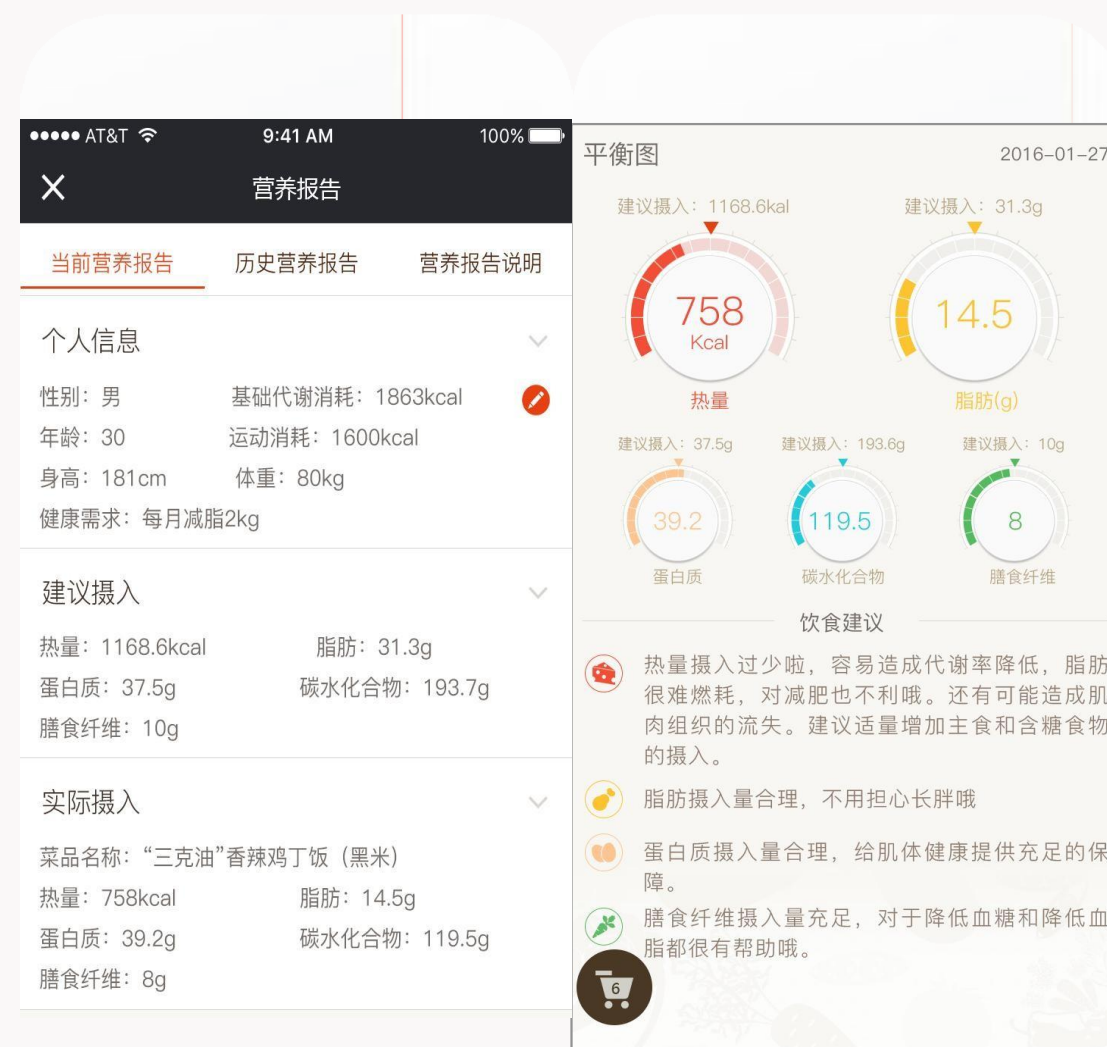 AT&T 9:41 AM 100%
营养报告
当前营养报告 历史营养报告 营养报告说明
个人信息
性别：男 基础代谢消耗：1863kcal
年龄：30 运动消耗：1600kcal
身高：181cm 体重：80kg
健康需求：每月减脂2kg
建议摄入
热量：1168.6kcal 脂肪：31.3g
蛋白质：37.5g 碳水化合物：193.7g
膳食纤维：10g
实际摄入
菜品名称：“三克油”香辣鸡丁饭（黑米）
热量：758kcal 脂肪：14.5g
蛋白质：39.2g 碳水化合物：119.5g
膳食纤维：8g
平衡图 2016-01-27
建议摄入：1168.6kal 建议摄入：31.3g
758 14.5
Kcal
热量 脂肪(g)
建议摄入：37.5g 建议摄入：193.6g 建议摄入：10g
39.2 119.5 8
蛋白质 碳水化合物 膳食纤维
饮食建议
热量摄入过少啦，容易造成代谢率降低，脂肪
很难燃耗，对减肥也不利哦。还有可能造成肌
肉组织的流失。建议适量增加主食和含糖食物
的摄入。
脂肪摄入量合理，不用担心长胖哦
蛋白质摄入量合理，给肌体健康提供充足的保
障。
膳食纤维摄入量充足，对于降低血糖和降低血
脂都很有帮助哦。
6